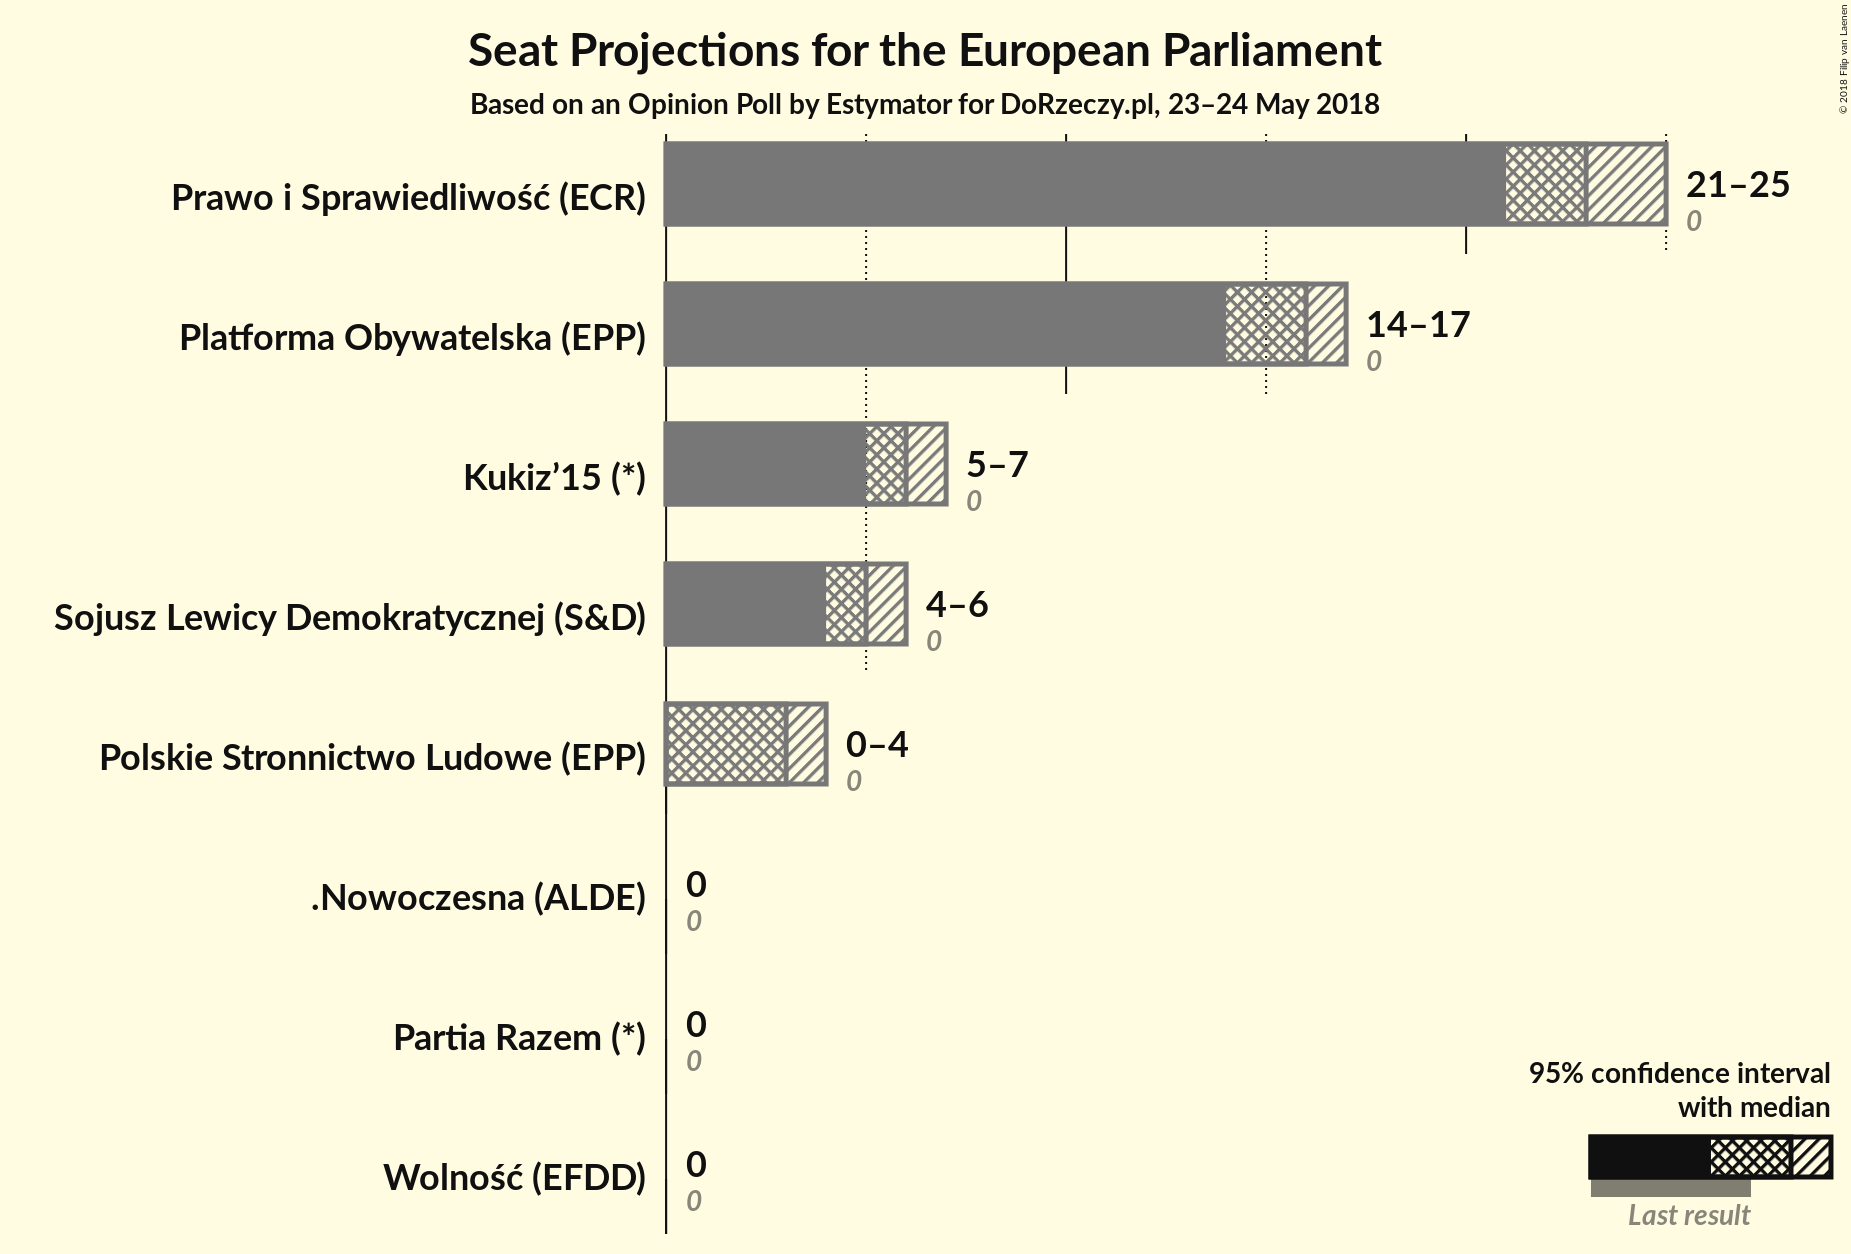 Seat Projections for the European Parliament
Based on an Opinion Poll by Estymator for DoRzeczy.pl, 23–24 May 2018
© 2018 Filip van Laenen
Prawo i Sprawiedliwość (ECR)
21–25
0
Platforma Obywatelska (EPP)
14–17
0
Kukiz’15 (*)
5–7
0
Sojusz Lewicy Demokratycznej (S&D)
4–6
0
Polskie Stronnictwo Ludowe (EPP)
0–4
0
.Nowoczesna (ALDE)
0
0
Partia Razem (*)
0
0
Wolność (EFDD)
0
0
95% confidence interval
with median
Last result